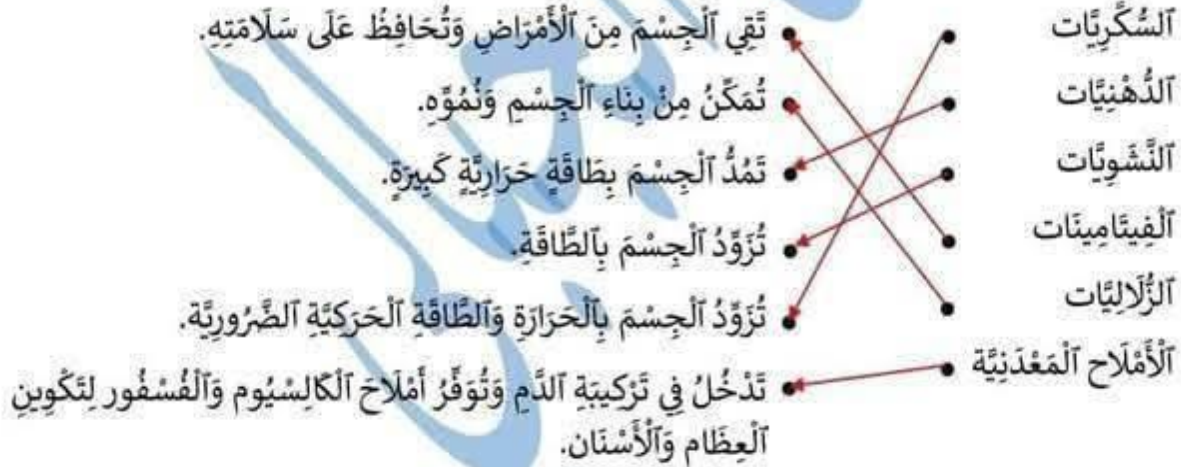 ٱلسُّكَّرِيَّات
ٱلدُّهْنِيَّات
ٱلنَّشَوِيَّات
ٱلْفِيتَامِينَات
ٱلزُّلَالِيَّات
ٱلْأَمْلَاح ٱلْمَعْدَنِيَّة
تَقِي ٱلْجِسْمَ مِنَ ٱلْأَمْرَاضِ وَتُحَافِظُ عَلَى سَلَامَتِهِ.
تُمَكِّنُ مِنْ بِنَاءِ ٱلْجِسْمِ وَنُمُوِّهِ.
تَمُدُّ ٱلْجِسْمَ بِطَاقَةٍ حَرَارِيَّةٍ كَبِيرَةٍ.
تُزَوِّدُ ٱلْجِسْمَ بِٱلطَّاقَةِ.
تُزَوِّدُ ٱلْجِسْمَ بِٱلْحَرَارَةِ وَٱلطَّاقَةِ ٱلْحَرَكِيَّةِ ٱلضَّرُورِيَّة.
تَدْخُلُ فِي تَرْكِيبَةِ ٱلدَّمِ وَتُوَفِّرُ أَمْلَاحَ ٱلْكَالِسْيُوم وَٱلْفُسْفُور لِتَكْوِينِ
ٱلْعِظَام وَٱلْأَسْنَان.